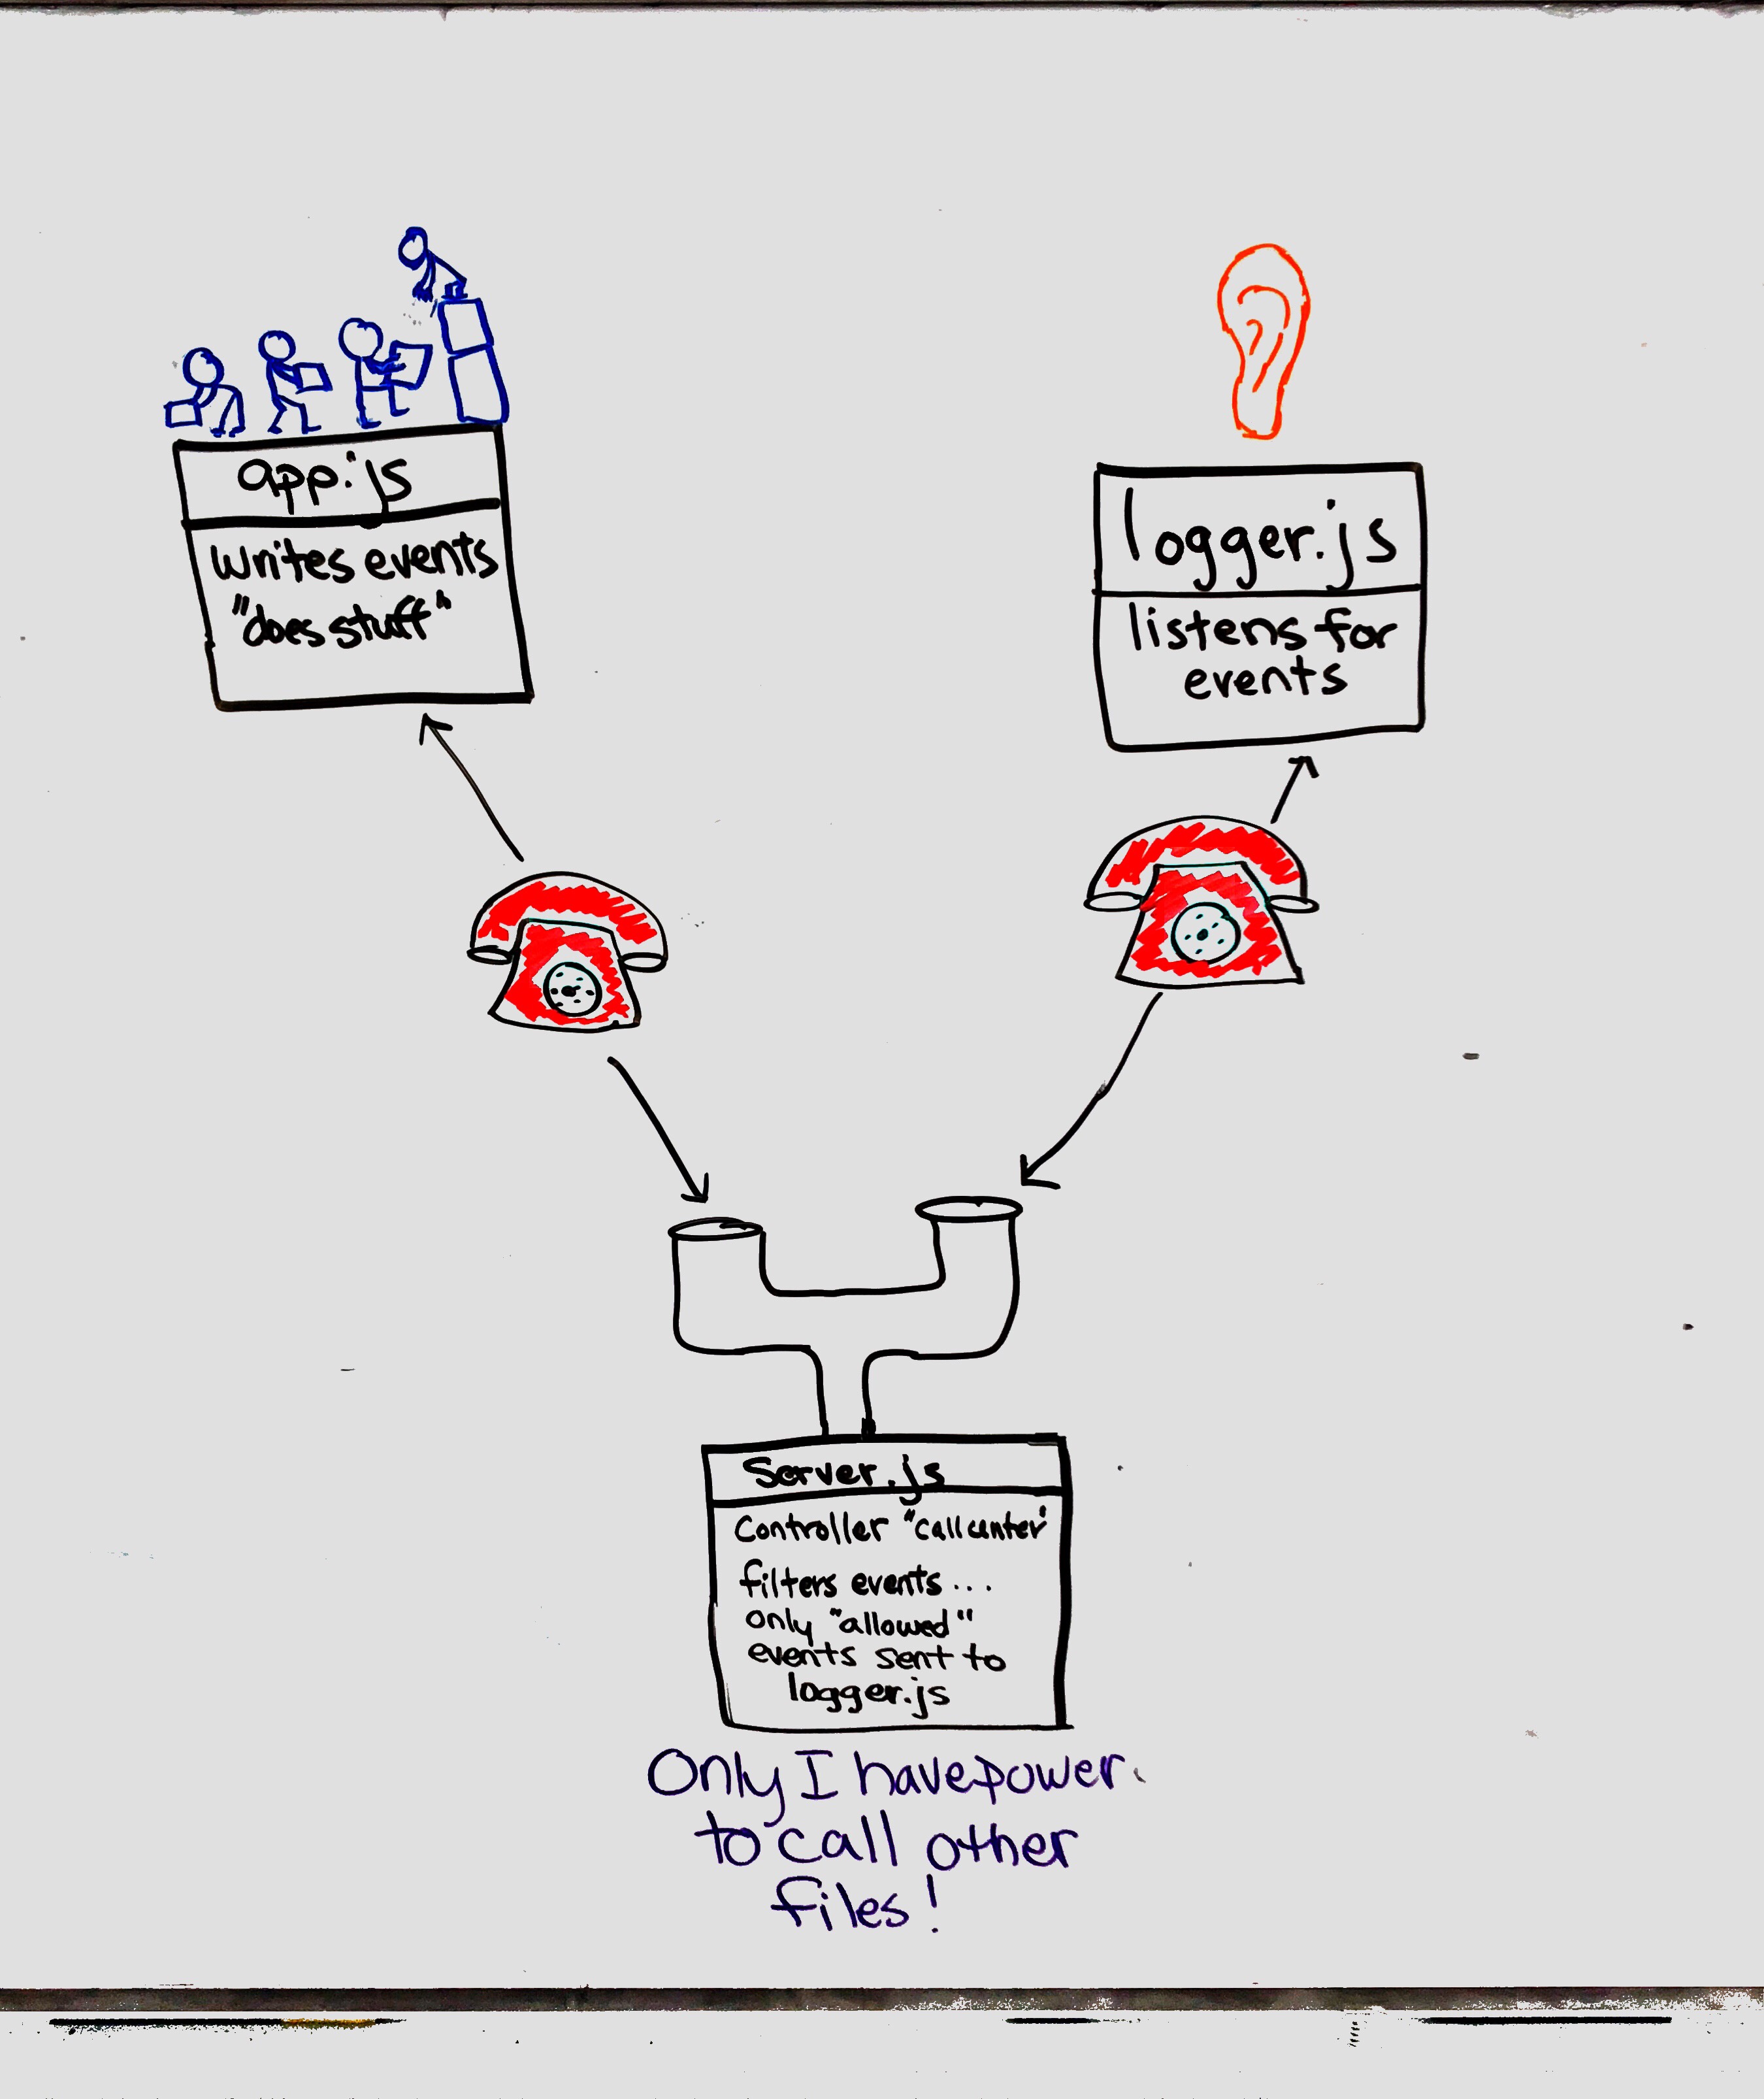 app.js
writes events
"does stuff"
logger.js
listens for
events
Server.js
Controller "callcenter"
filters events...
only "allowed"
events sent to
logger.js
Only I have power
to call other
files!